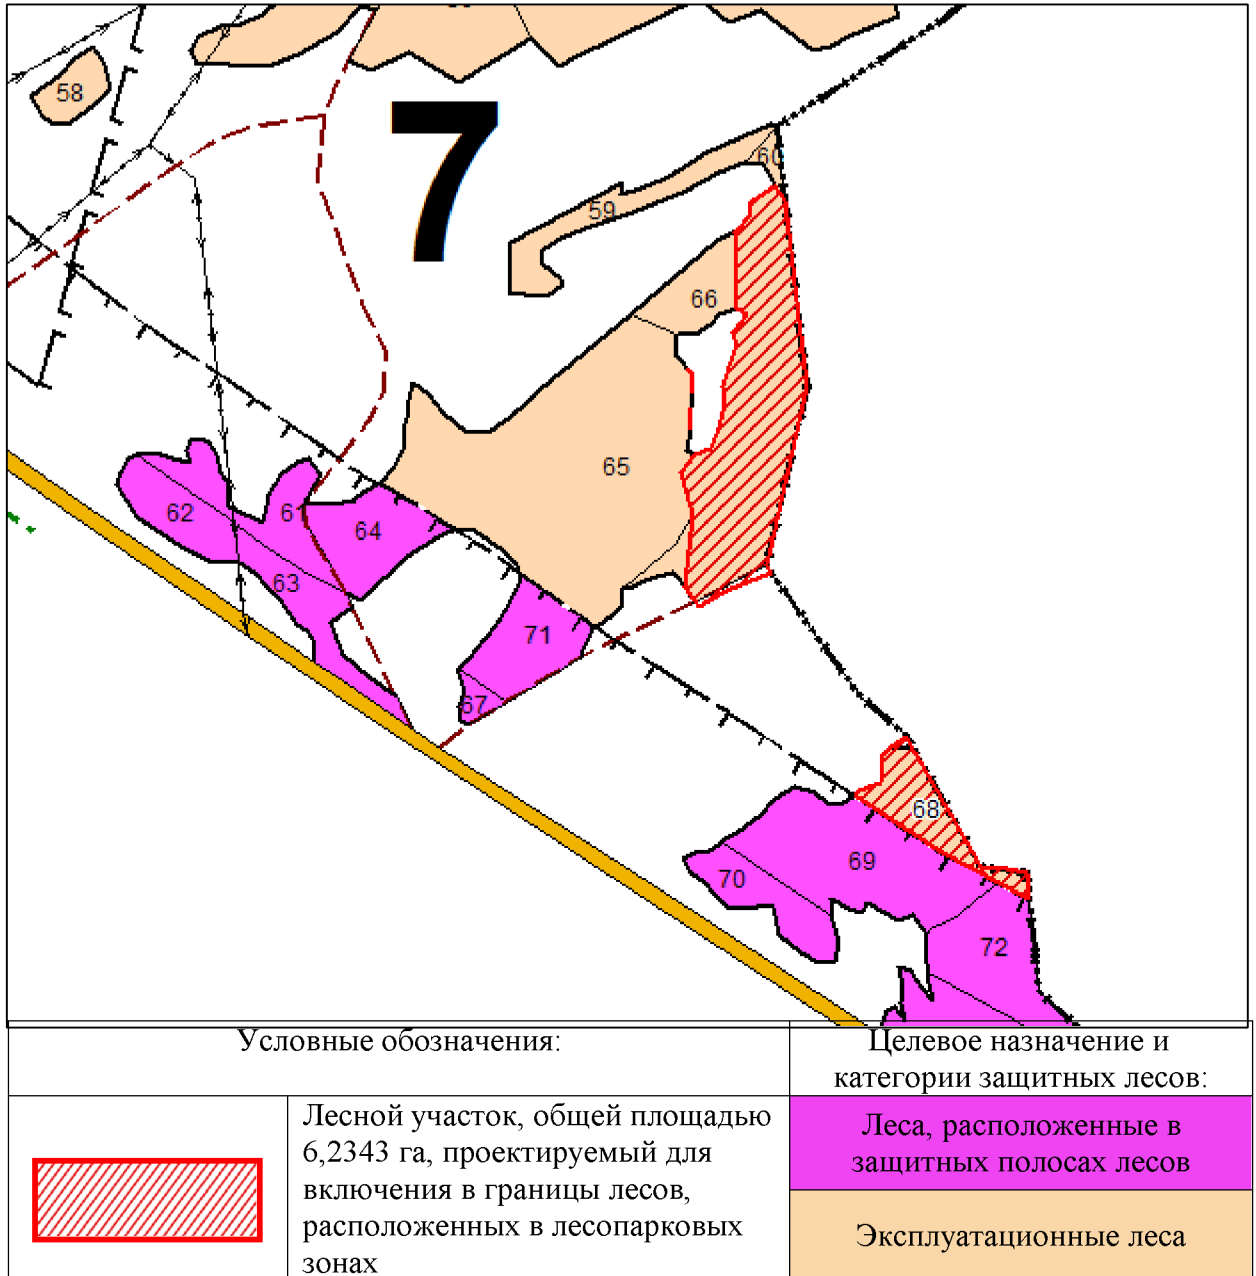 58
7
60
59
66
65
62
61
64
63
71
67
68
69
70
72
Условные обозначения:
Целевое назначение и
категории защитных лесов:
Лесной участок, общей площадью
6,2343 га, проектируемый для
включения в границы лесов,
расположенных в лесопарковых
зонах
Леса, расположенные в
защитных полосах лесов
Эксплуатационные леса